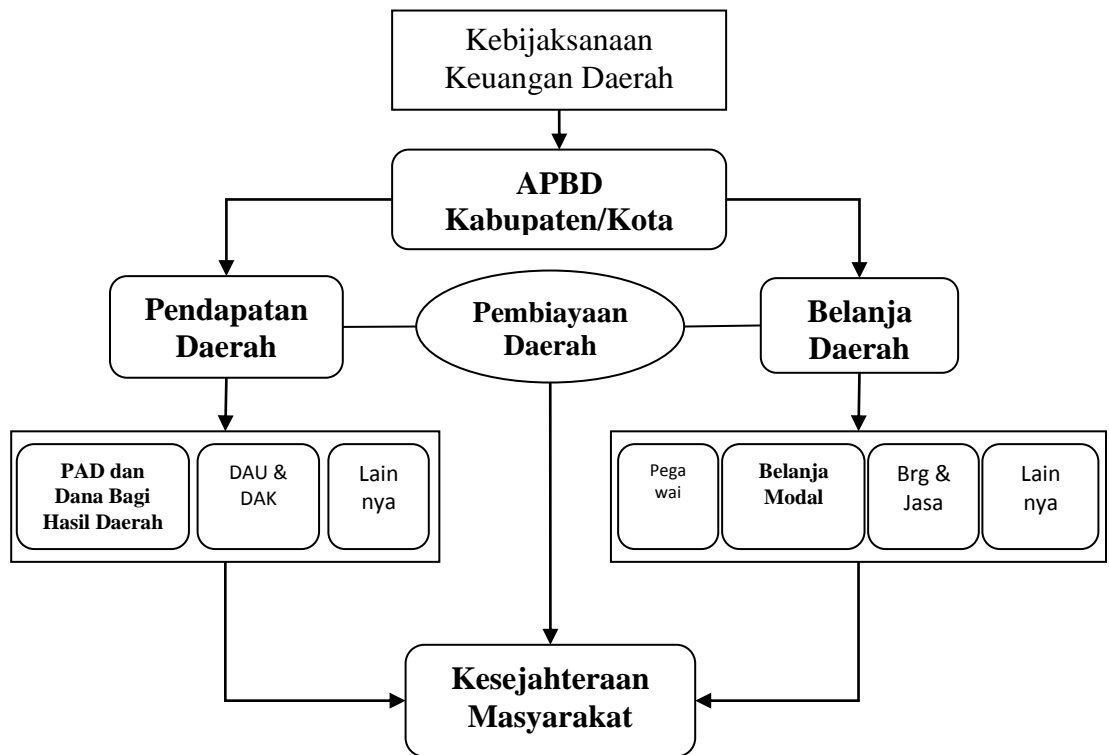 Kebijaksanaan
Keuangan Daerah
APBD
Kabupaten/Kota
Pendapatan
Daerah
Pembiayaan
Daerah
Belanja
Daerah
PAD dan
Dana Bagi
Hasil Daerah
DAU &
DAK
Lain
nya
Pega
wai
Belanja
Modal
Brg &
Jasa
Lain
nya
Kesejahteraan
Masyarakat